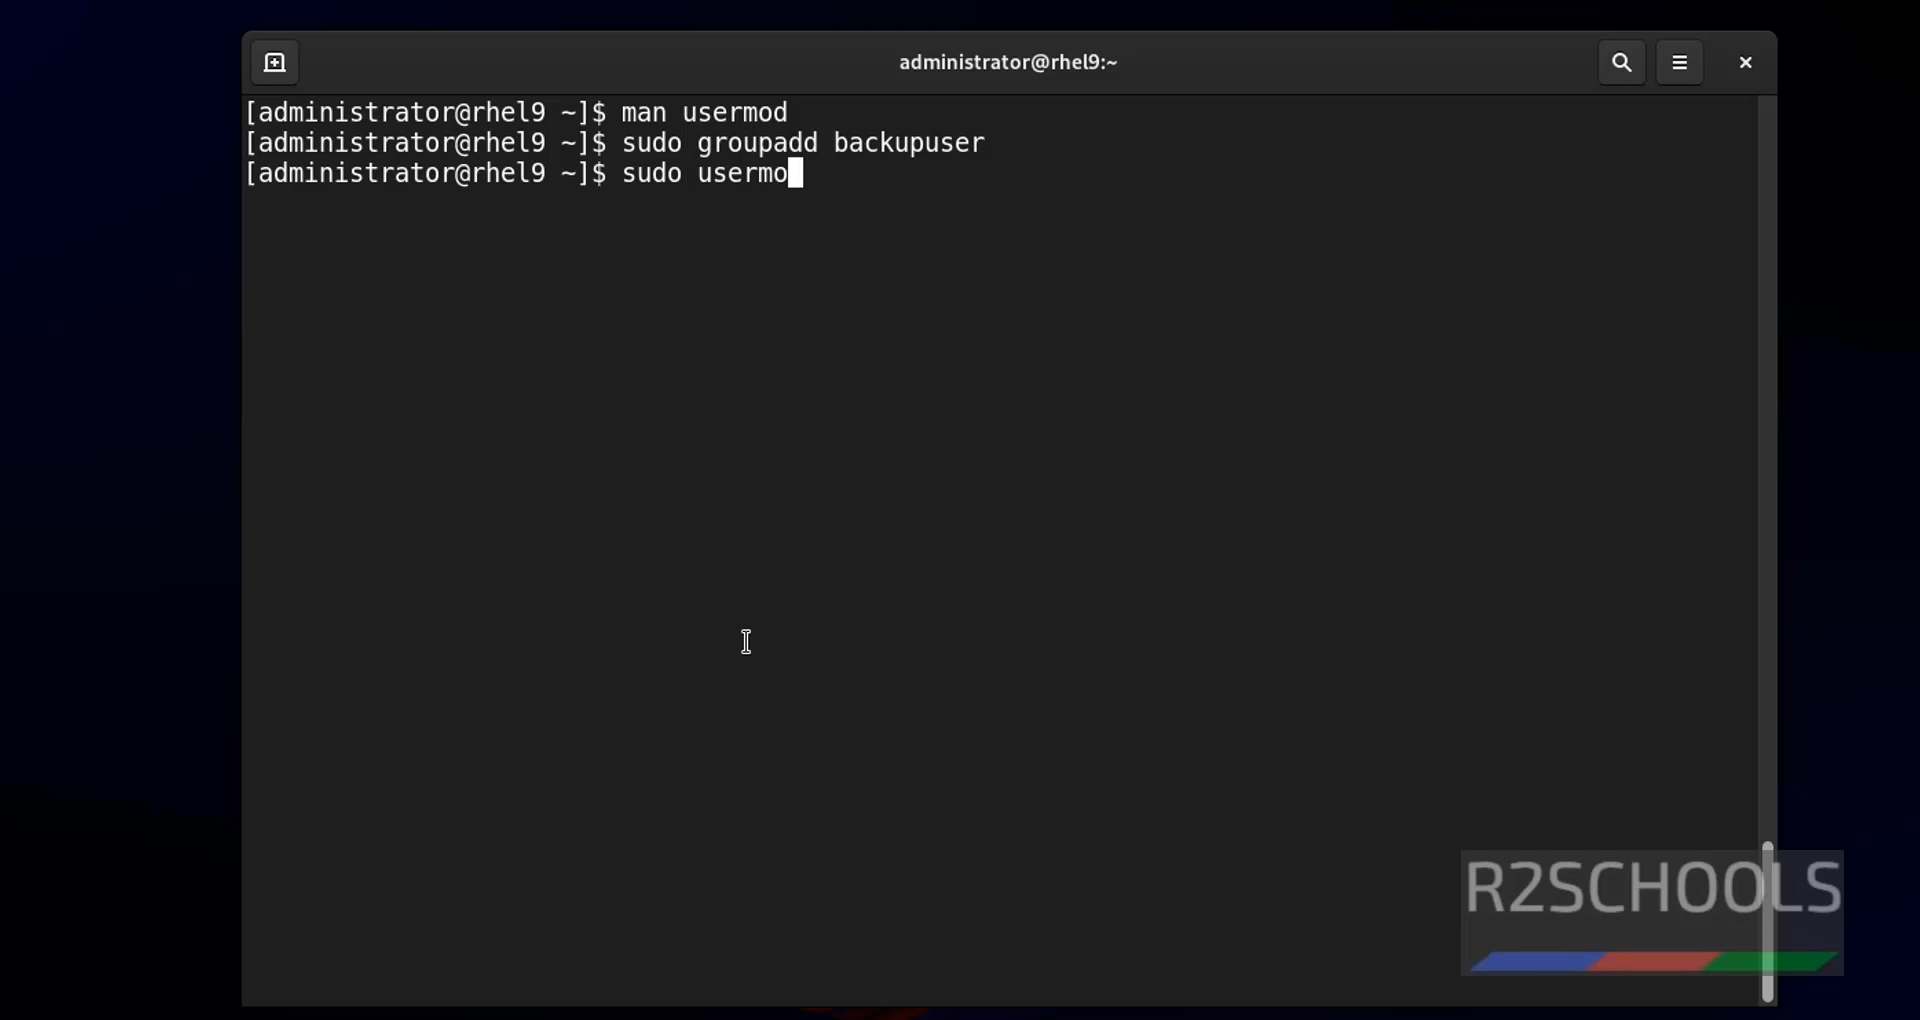 administrator@rhel9:~
[administrator@rhel9 ~]$ man usermod
[administrator@rhel9 ~]$ sudo groupadd backupuser
[administrator@rhel9 ~]$ sudo usermo
R2SCHOOLS